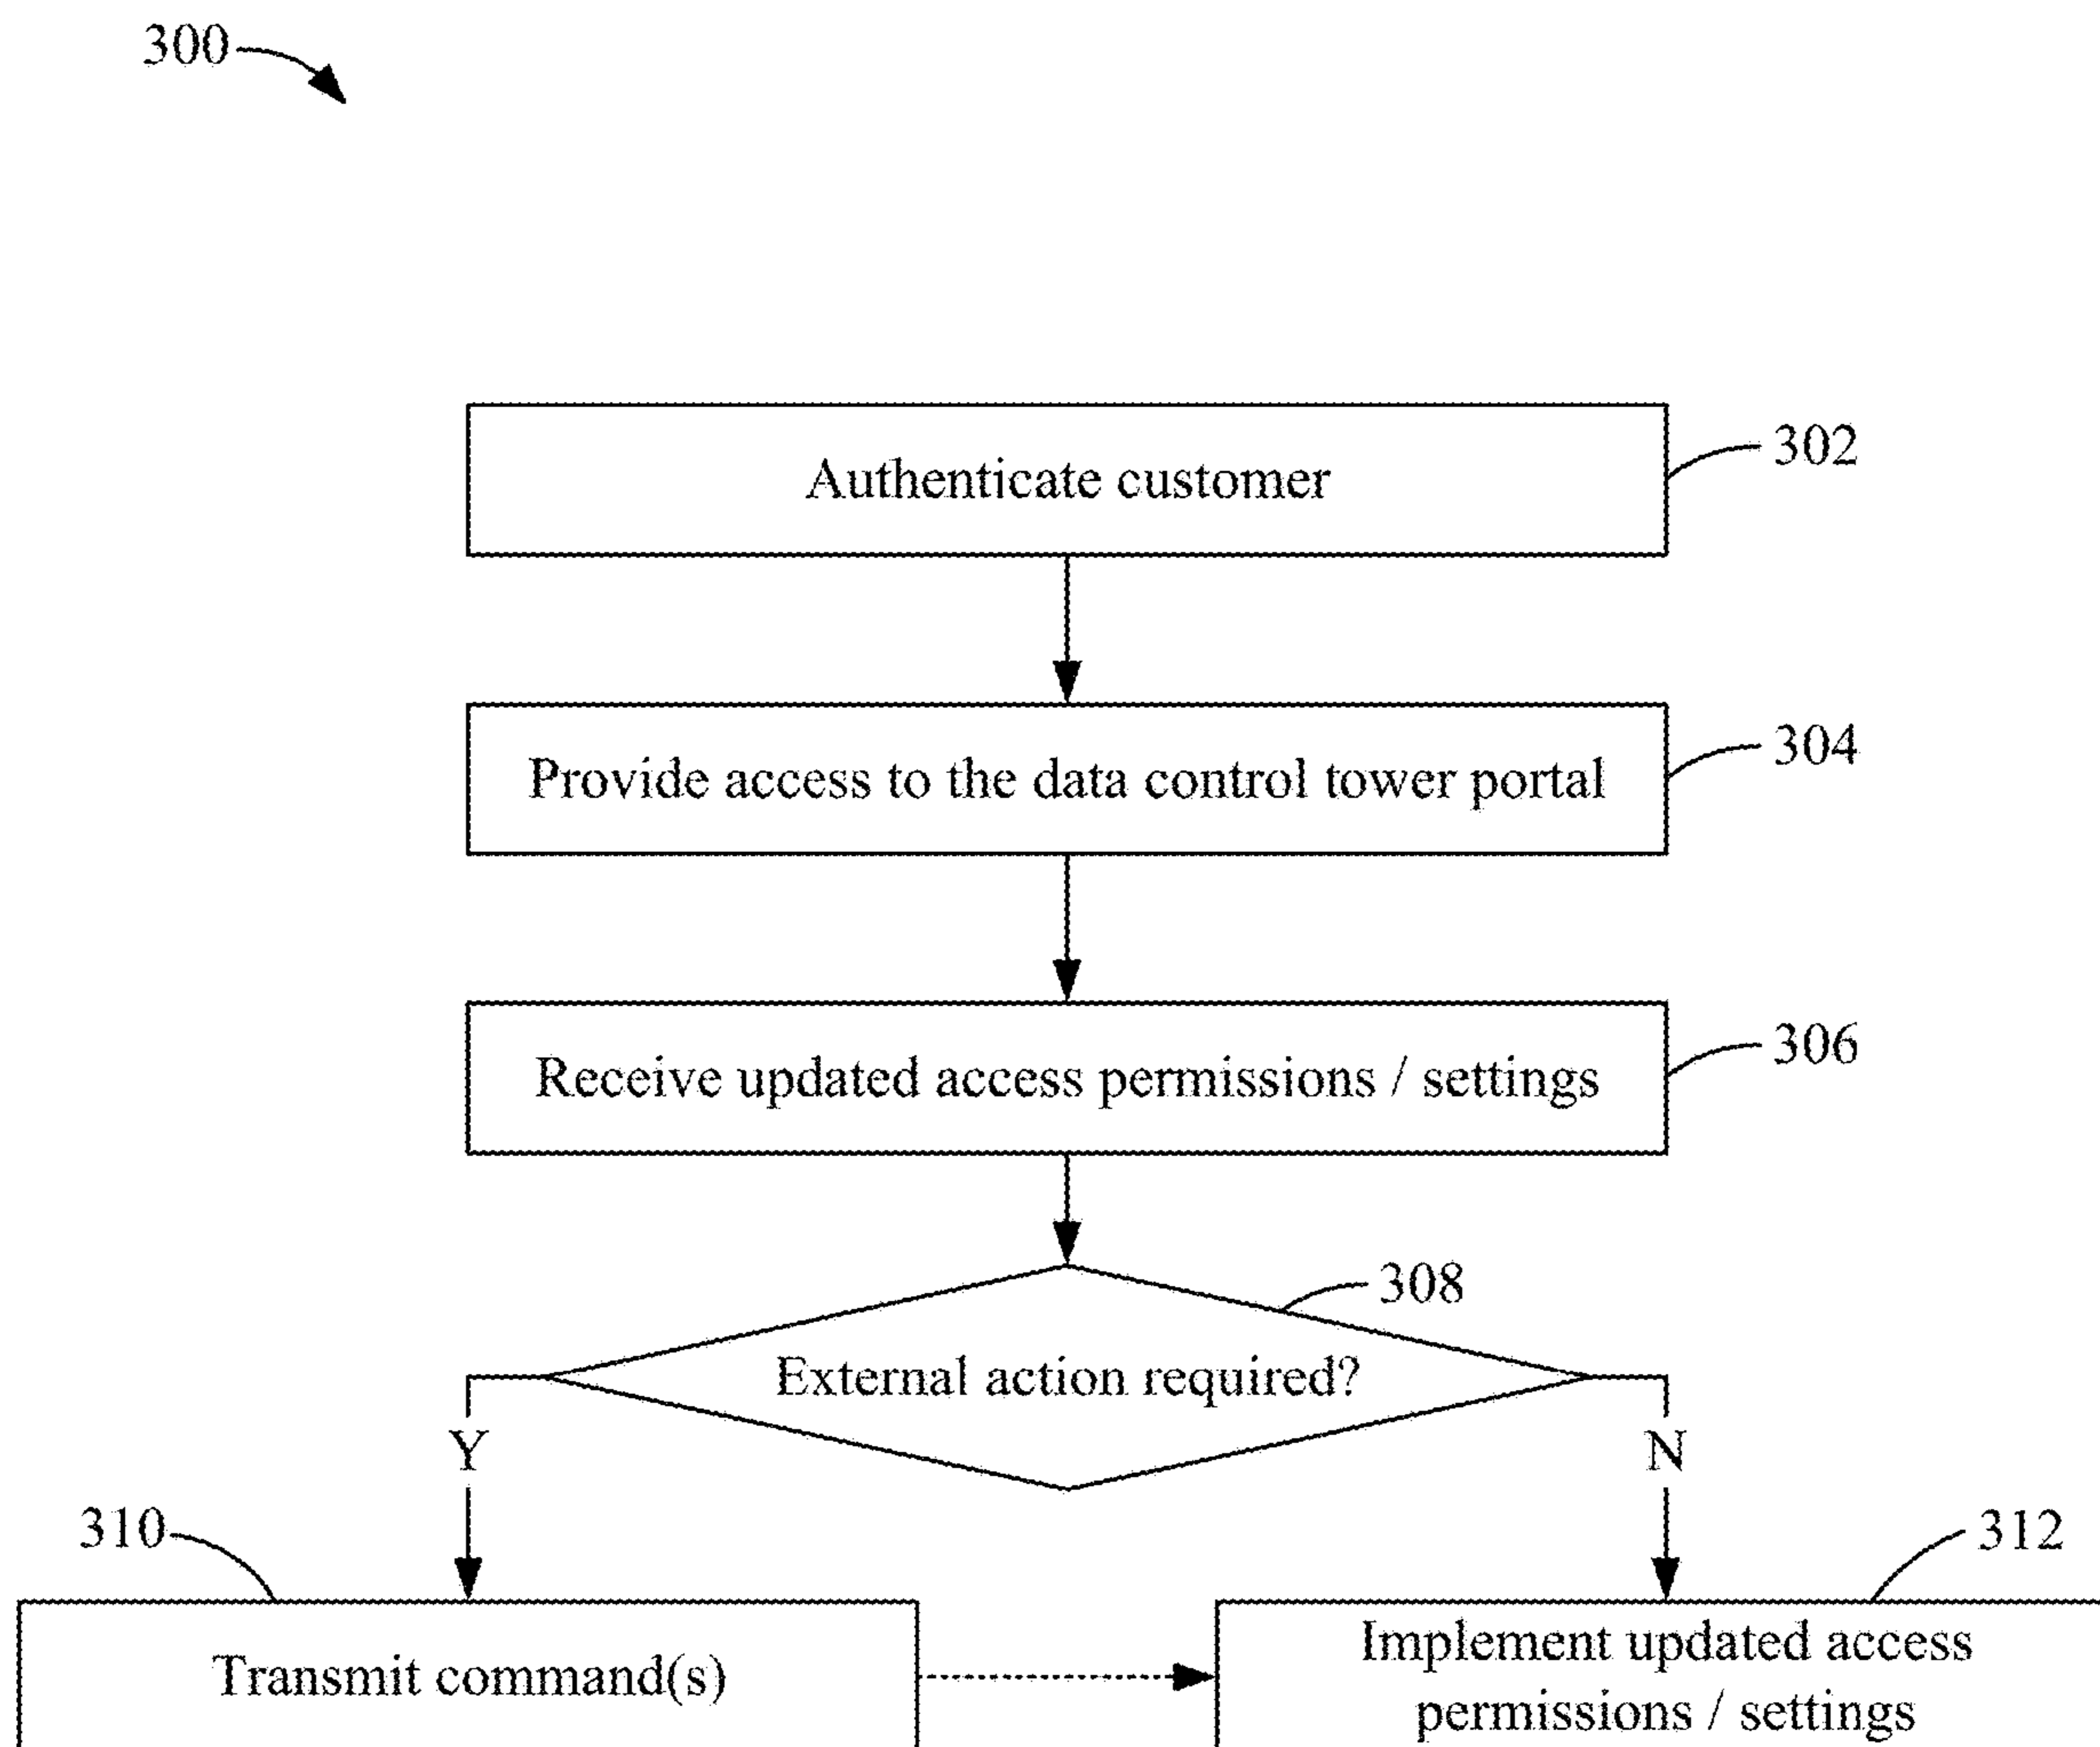 300
Authenticate customer
302
Provide access to the data control tower portal
304
Receive updated access permissions / settings
306
308
External action required?
Y
N
310
312
Transmit command(s)
Implement updated access
permissions / settings